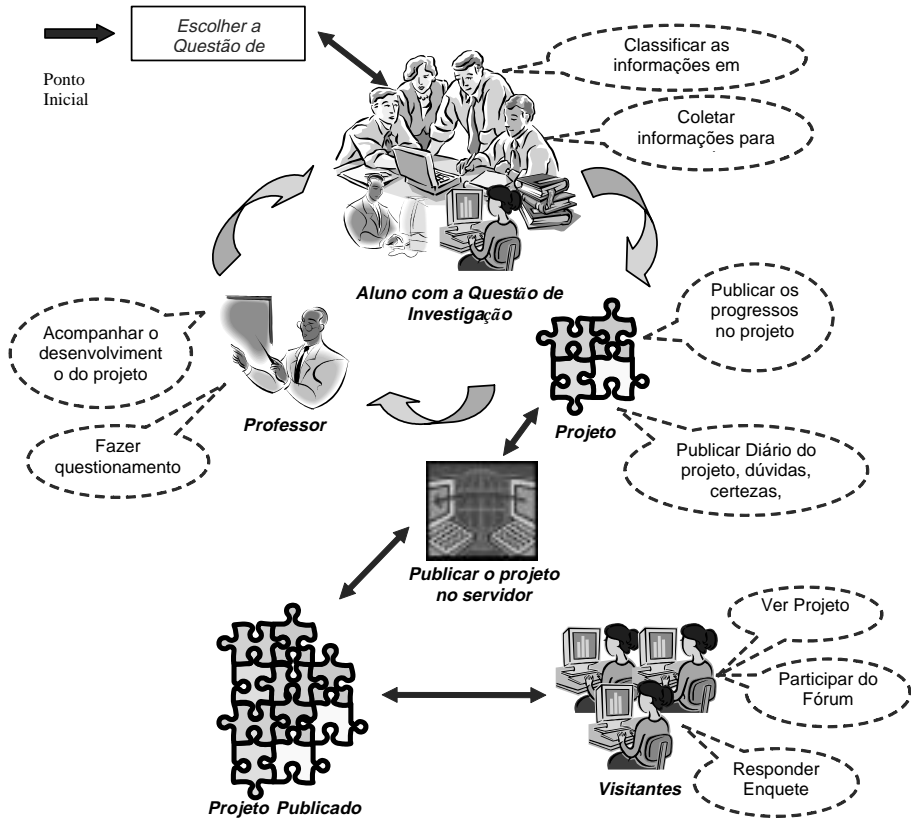 Escolher a
Questão de
Ponto
Inicial
Classificar as
informações em
Coletar
informações para
Aluno com a Questão de
Investigação
Publicar os
progressos
no projeto
Acompanhar o
desenvolviment
o do projeto
Professor
Projeto
Fazer
questionamento
Publicar Diário do
projeto, dúvidas,
certezas,
Publicar o projeto
no servidor
Ver Projeto
Participar do
Fórum
Responder
Enquete
Visitantes
Projeto Publicado